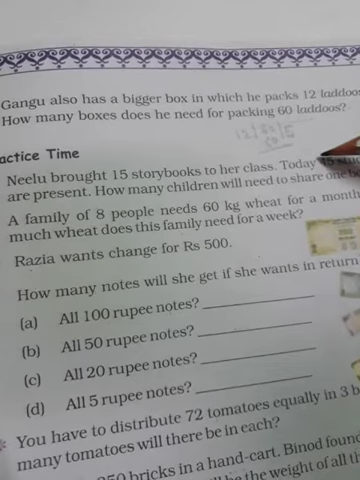 Gangu also has a bigger box in which he packs 12 laddoos
How many boxes does he need for packing 60 laddoos?
actice Time
Neelu brought 15 storybooks to her class. Today
are present. How many children will need to share one
A family of 8 people needs 60 kg wheat for a month
much wheat does this family need for a week?
Razia wants change for Rs 500.
How many notes will she get if she wants in return
(a) All 100 rupee notes?
(b) All 50 rupee notes?
(c) All 20 rupee notes?
(d) All 5 rupee notes?
You have to distribute 72 tomatoes equally in 3 b
many tomatoes will there be in each?
250 bricks in a hand-cart. Binod found
be the weight of all th